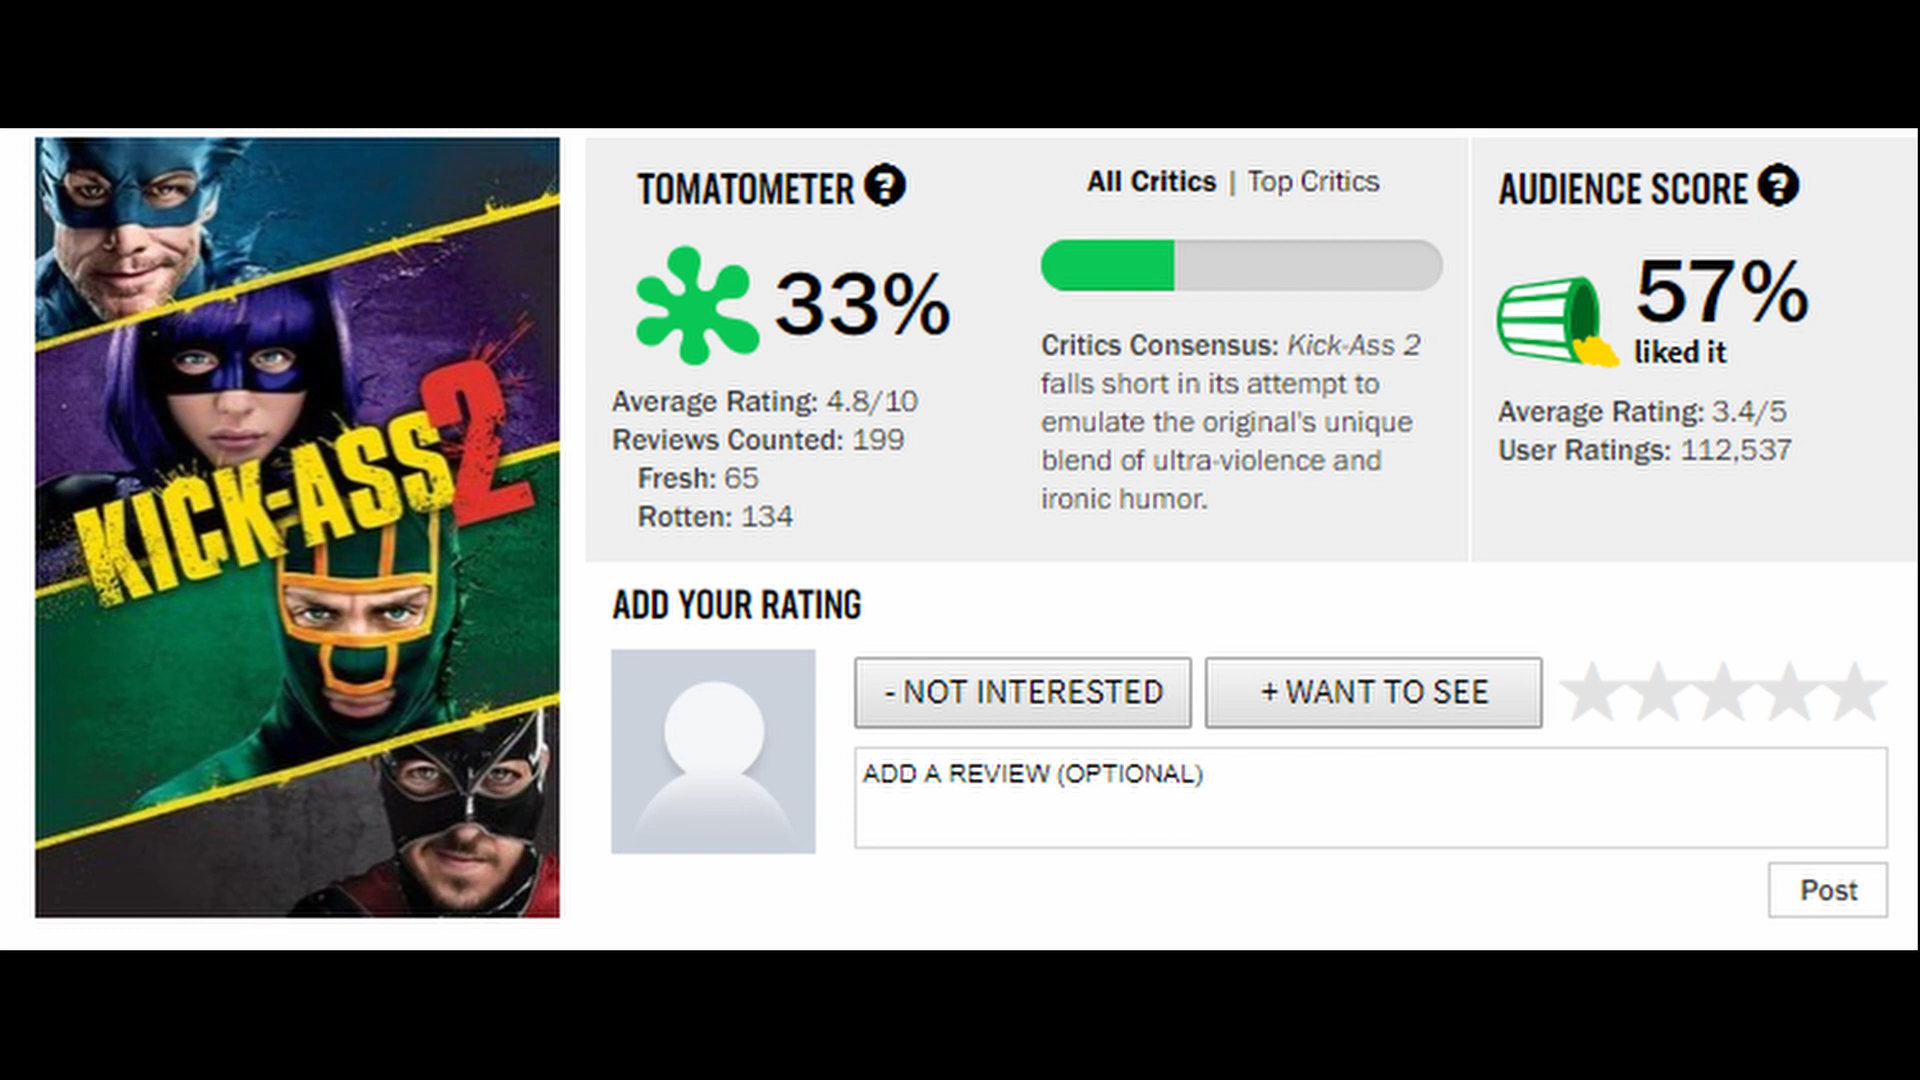 KICK-ASS 2
TOMATOMETER ?
33%
Average Rating: 4.8/10
Reviews Counted: 199
Fresh: 65
Rotten: 134
All Critics | Top Critics
Critics Consensus: Kick-Ass 2
falls short in its attempt to
emulate the original's unique
blend of ultra-violence and
ironic humor.
AUDIENCE SCORE ?
57%
liked it
Average Rating: 3.4/5
User Ratings: 112,537
ADD YOUR RATING
- NOT INTERESTED
+ WANT TO SEE
ADD A REVIEW (OPTIONAL)
Post